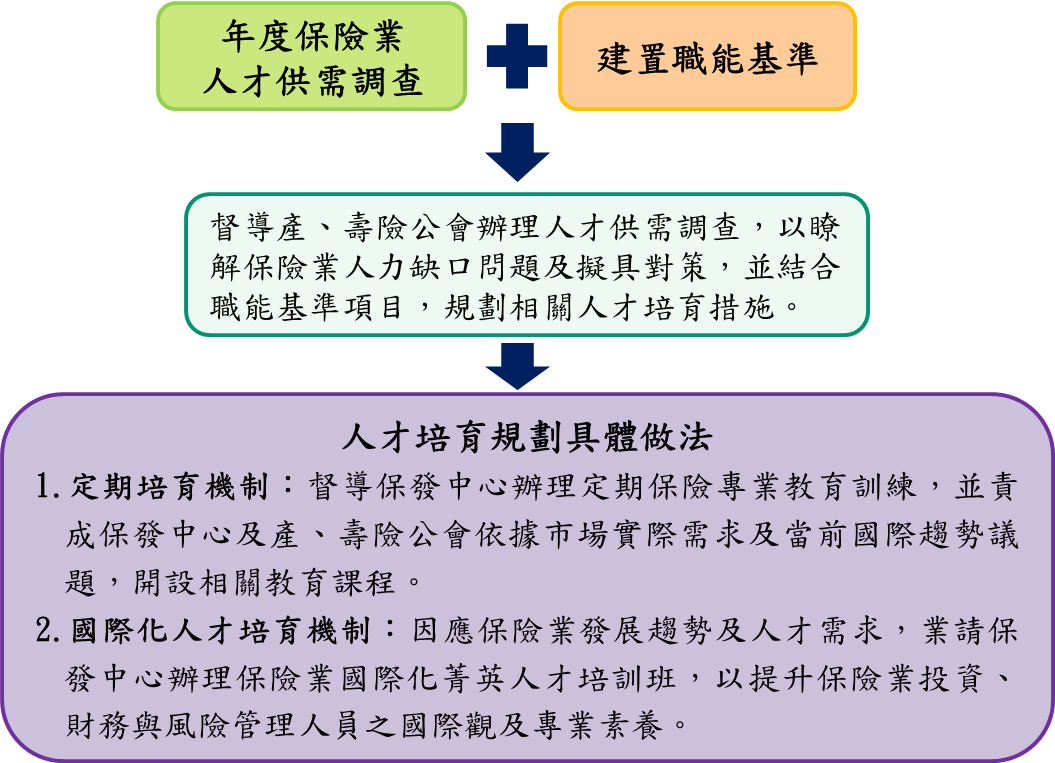 年度保險業
人才供需調查
建置職能基準
督導產、壽險公會辦理人才供需調查，以瞭
解保險業人力缺口問題及擬具對策，並結合
職能基準項目，規劃相關人才培育措施。
人才培育規劃具體做法
1. 定期培育機制：督導保發中心辦理定期保險專業教育訓練，並責
成保發中心及產、壽險公會依據市場實際需求及當前國際趨勢議
題，開設相關教育課程。
2. 國際化人才培育機制：因應保險業發展趨勢及人才需求，業請保
發中心辦理保險業國際化菁英人才培訓班，以提升保險業投資、
財務與風險管理人員之國際觀及專業素養。